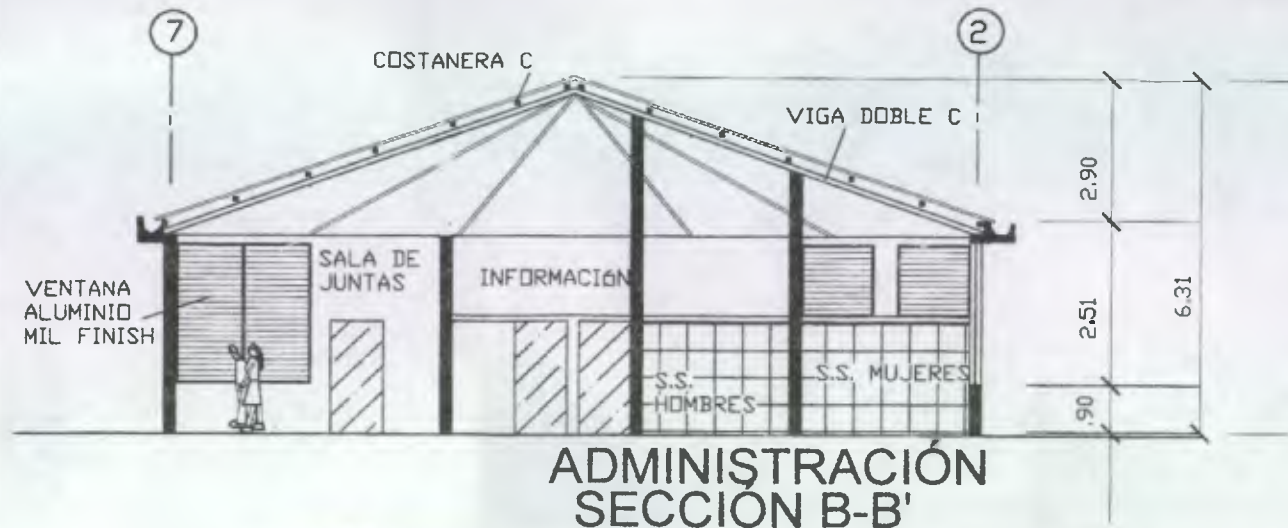 7
2
COSTANERA C
VIGA DOBLE C
2.90
SALA DE
JUNTAS
INFORMACIóN
VENTANA
ALUMINIO
MIL FINISH
2.51
6.31
S.S. MUJERES
S.S.
HOMBRES
.90
ADMINISTRACIÓN
SECCIÓN B-B'